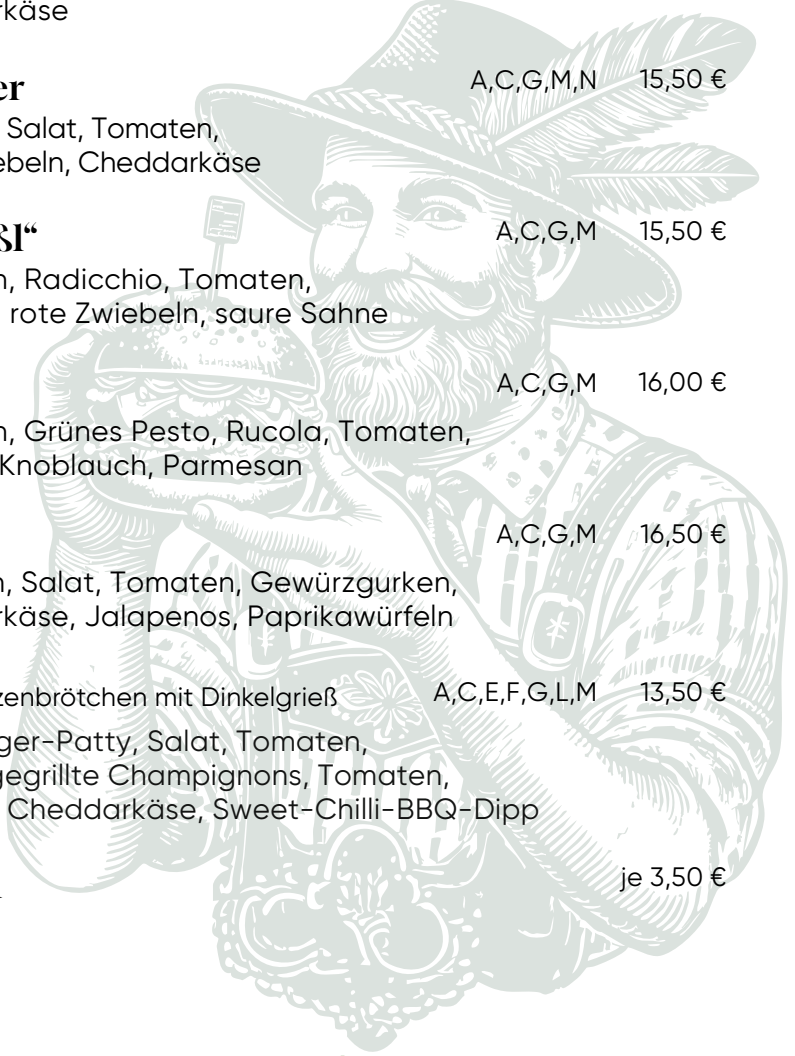 rkäse
er A,C,G,M,N 15,50 €
Salat, Tomaten,
ebeln, Cheddarkäse
ßl“ A,C,G,M 15,50 €
n, Radicchio, Tomaten,
rote Zwiebeln, saure Sahne
A,C,G,M 16,00 €
n, Grünes Pesto, Rucola, Tomaten,
Knoblauch, Parmesan
A,C,G,M 16,50 €
n, Salat, Tomaten, Gewürzgurken,
rkäse, Jalapenos, Paprikawürfeln
zenbrötchen mit Dinkelgrieß A,C,E,F,G,L,M 13,50 €
ger-Patty, Salat, Tomaten,
gegrillte Champignons, Tomaten,
Cheddarkäse, Sweet-Chilli-BBQ-Dipp
je 3,50 €